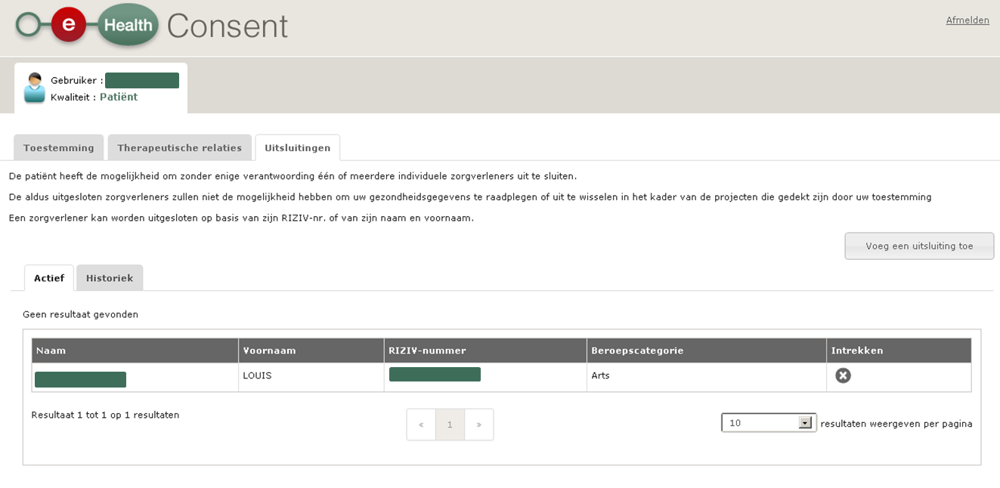 e Health Consent
Afmelden
Gebruiker :
Kwaliteit : Patiënt
Toestemming Therapeutische relaties Uitsluitingen
De patiënt heeft de mogelijkheid om zonder enige verantwoording één of meerdere individuele zorgverleners uit te sluiten.
De aldus uitgesloten zorgverleners zullen niet de mogelijkheid hebben om uw gezondheidsgegevens te raadplegen of uit te wisselen in het kader van de projecten die gedekt zijn door uw toestemming
Een zorgverlener kan worden uitgesloten op basis van zijn RIZIV-nr. of van zijn naam en voornaam.
Voeg een uitsluiting toe
Actief Historiek
Geen resultaat gevonden
Naam Voornaam RIZIV-nummer Beroepscategorie Intrekken
LOUIS Arts
Resultaat 1 tot 1 op 1 resultaten « 1 » 10 resultaten weergeven per pagina